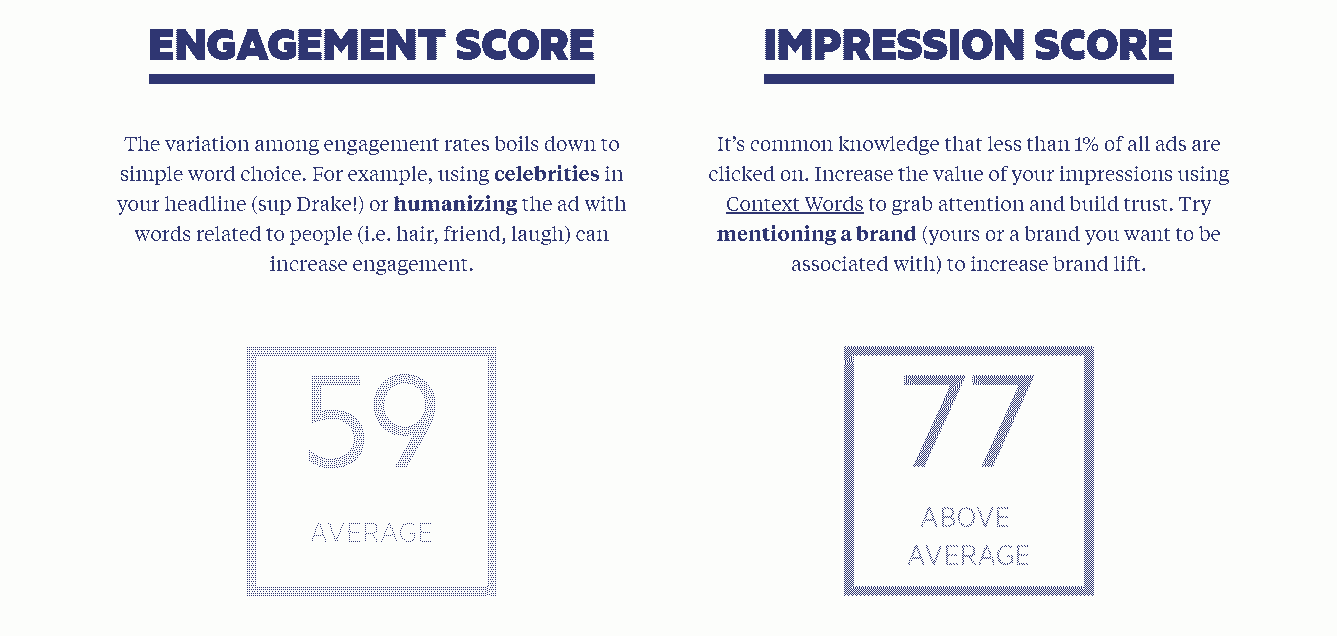 ENGAGEMENT SCORE
The variation among engagement rates boils down to
simple word choice. For example, using celebrities in
your headline (sup Drake!) or humanizing the ad with
words related to people (i.e. hair, friend, laugh) can
increase engagement.
59
AVERAGE
IMPRESSION SCORE
It's common knowledge that less than 1% of all ads are
clicked on. Increase the value of your impressions using
Context Words to grab attention and build trust. Try
mentioning a brand (yours or a brand you want to be
associated with) to increase brand lift.
77
ABOVE
AVERAGE